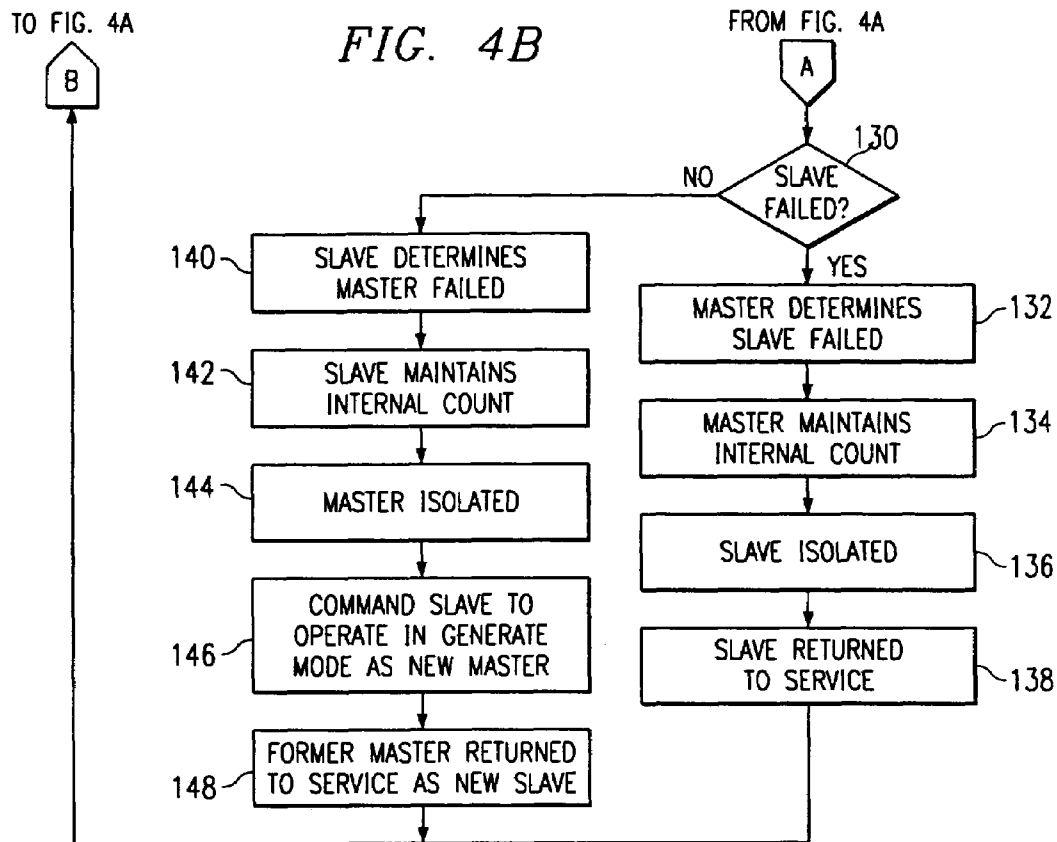 TO FIG. 4A
B
FIG. 4B
FROM FIG. 4A
A
130
SLAVE
FAILED?
NO
YES
140
SLAVE DETERMINES
MASTER FAILED
142
SLAVE MAINTAINS
INTERNAL COUNT
144
MASTER ISOLATED
146
COMMAND SLAVE TO
OPERATE IN GENERATE
MODE AS NEW MASTER
148
FORMER MASTER RETURNED
TO SERVICE AS NEW SLAVE
MASTER DETERMINES
SLAVE FAILED
132
MASTER MAINTAINS
INTERNAL COUNT
134
SLAVE ISOLATED
136
SLAVE RETURNED
TO SERVICE
138